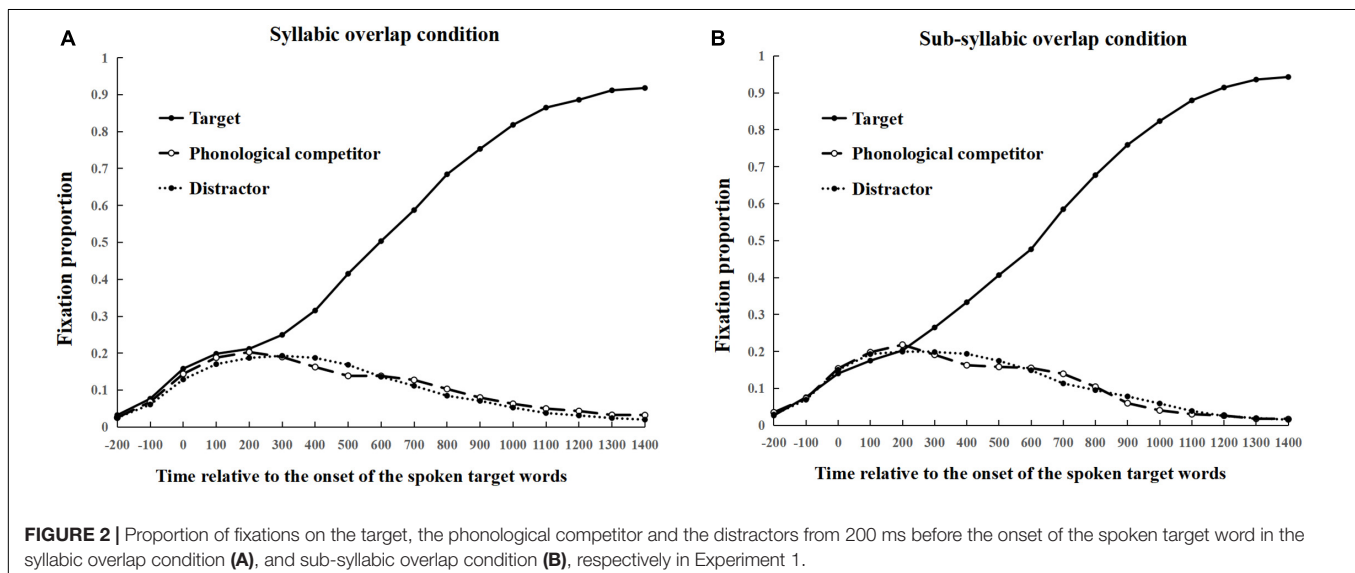 A
Syllabic overlap condition
1
0.9
0.8
0.7
0.6
0.5
0.4
0.3
0.2
0.1
0
Fixation proportion
Target
Phonological competitor
Distractor
-200 -100 0 100 200 300 400 500 600 700 800 900 1000 1100 1200 1300 1400
Time relative to the onset of the spoken target words
B
Sub-syllabic overlap condition
1
0.9
0.8
0.7
0.6
0.5
0.4
0.3
0.2
0.1
0
Fixation proportion
Target
Phonological competitor
Distractor
-200 -100 0 100 200 300 400 500 600 700 800 900 1000 1100 1200 1300 1400
Time relative to the onset of the spoken target words
FIGURE 2 | Proportion of fixations on the target, the phonological competitor and the distractors from 200 ms before the onset of the spoken target word in the
syllabic overlap condition (A), and sub-syllabic overlap condition (B), respectively in Experiment 1.